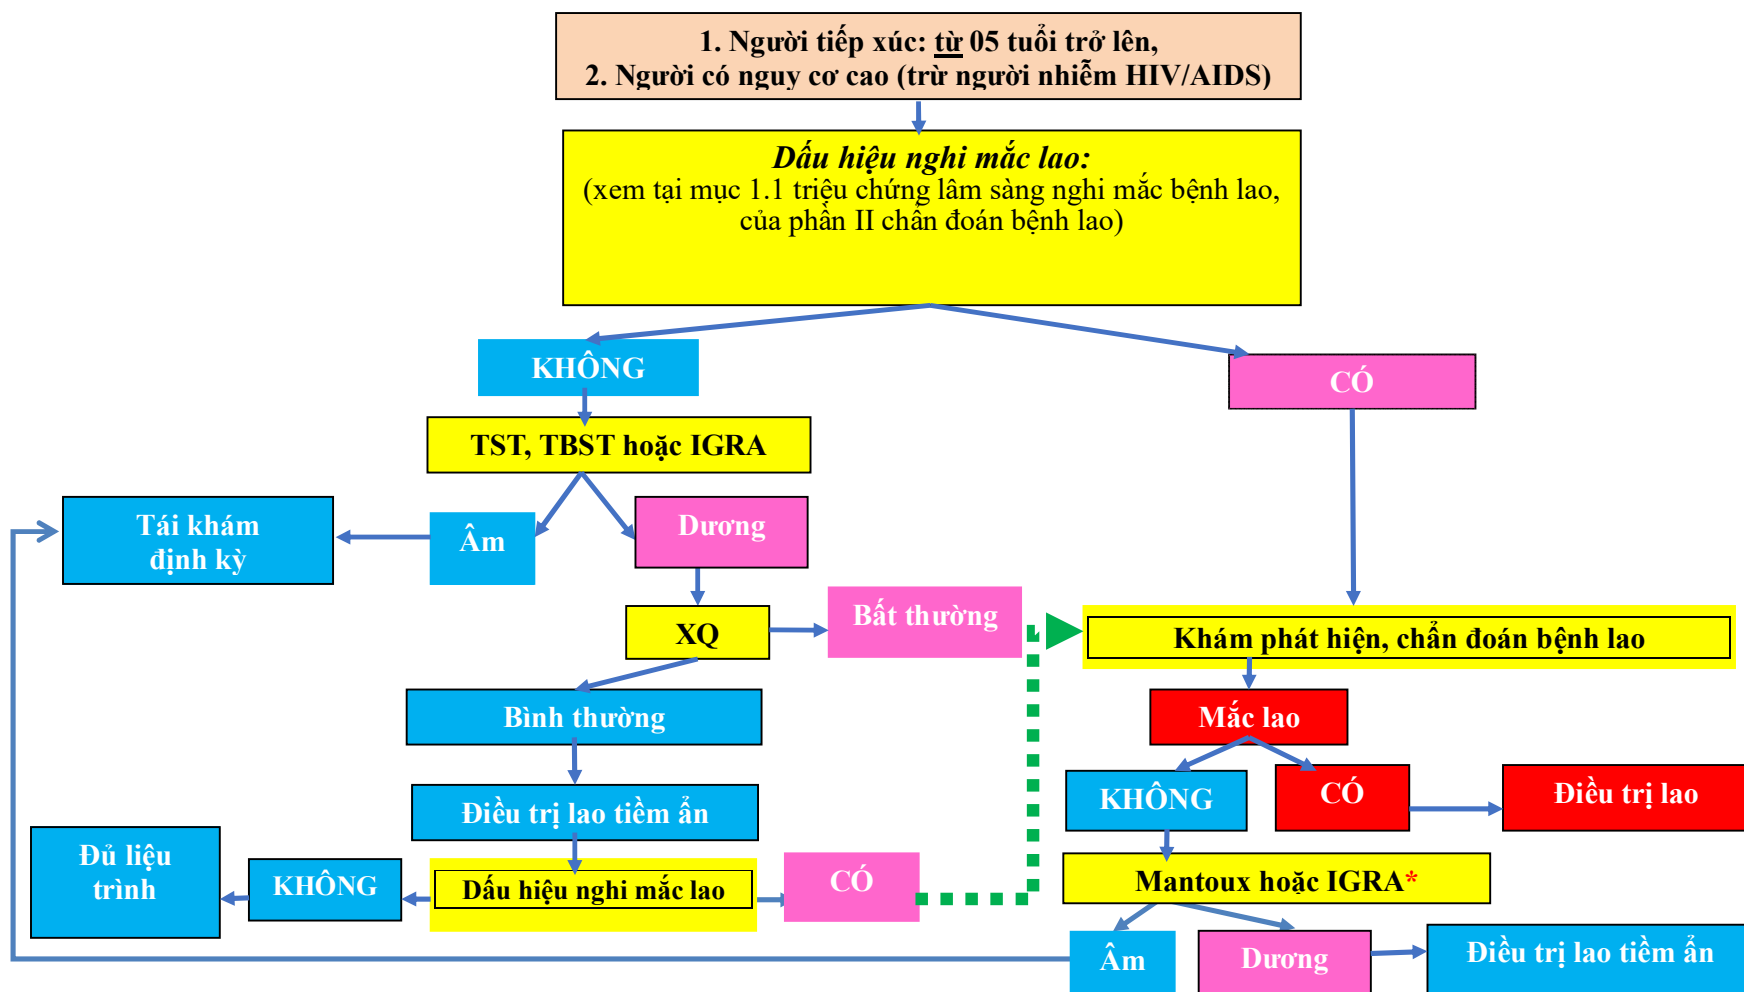 1. Người tiếp xúc: từ 05 tuổi trở lên,
2. Người có nguy cơ cao (trừ người nhiễm HIV/AIDS)
Dấu hiệu nghi mắc lao:
(xem tại mục 1.1 triệu chứng lâm sàng nghi mắc bệnh lao,
của phần II chẩn đoán bệnh lao)
KHÔNG
CÓ
TST, TBST hoặc IGRA
Tái khám
định kỳ
Âm
Dương
XQ
Bất thường
Khám phát hiện, chẩn đoán bệnh lao
Bình thường
Mắc lao
Điều trị lao tiềm ẩn
KHÔNG
CÓ
Điều trị lao
Đủ liệu
trình
KHÔNG
Dấu hiệu nghi mắc lao
CÓ
Mantoux hoặc IGRA*
Âm
Dương
Điều trị lao tiềm ẩn